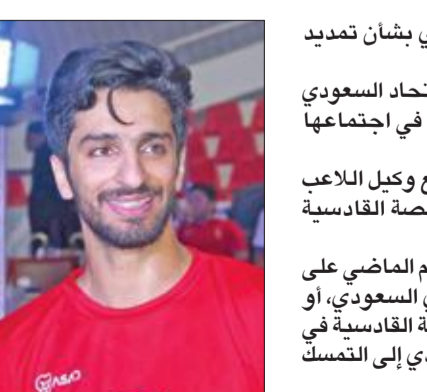 ي بشأن تمديد
تحاد السعودي
في اجتماعها
ع وكيل اللاعب
صة القادسية
م الماضي على
ي السعودي، أو
ة القادسية في
دي إلى التمسك